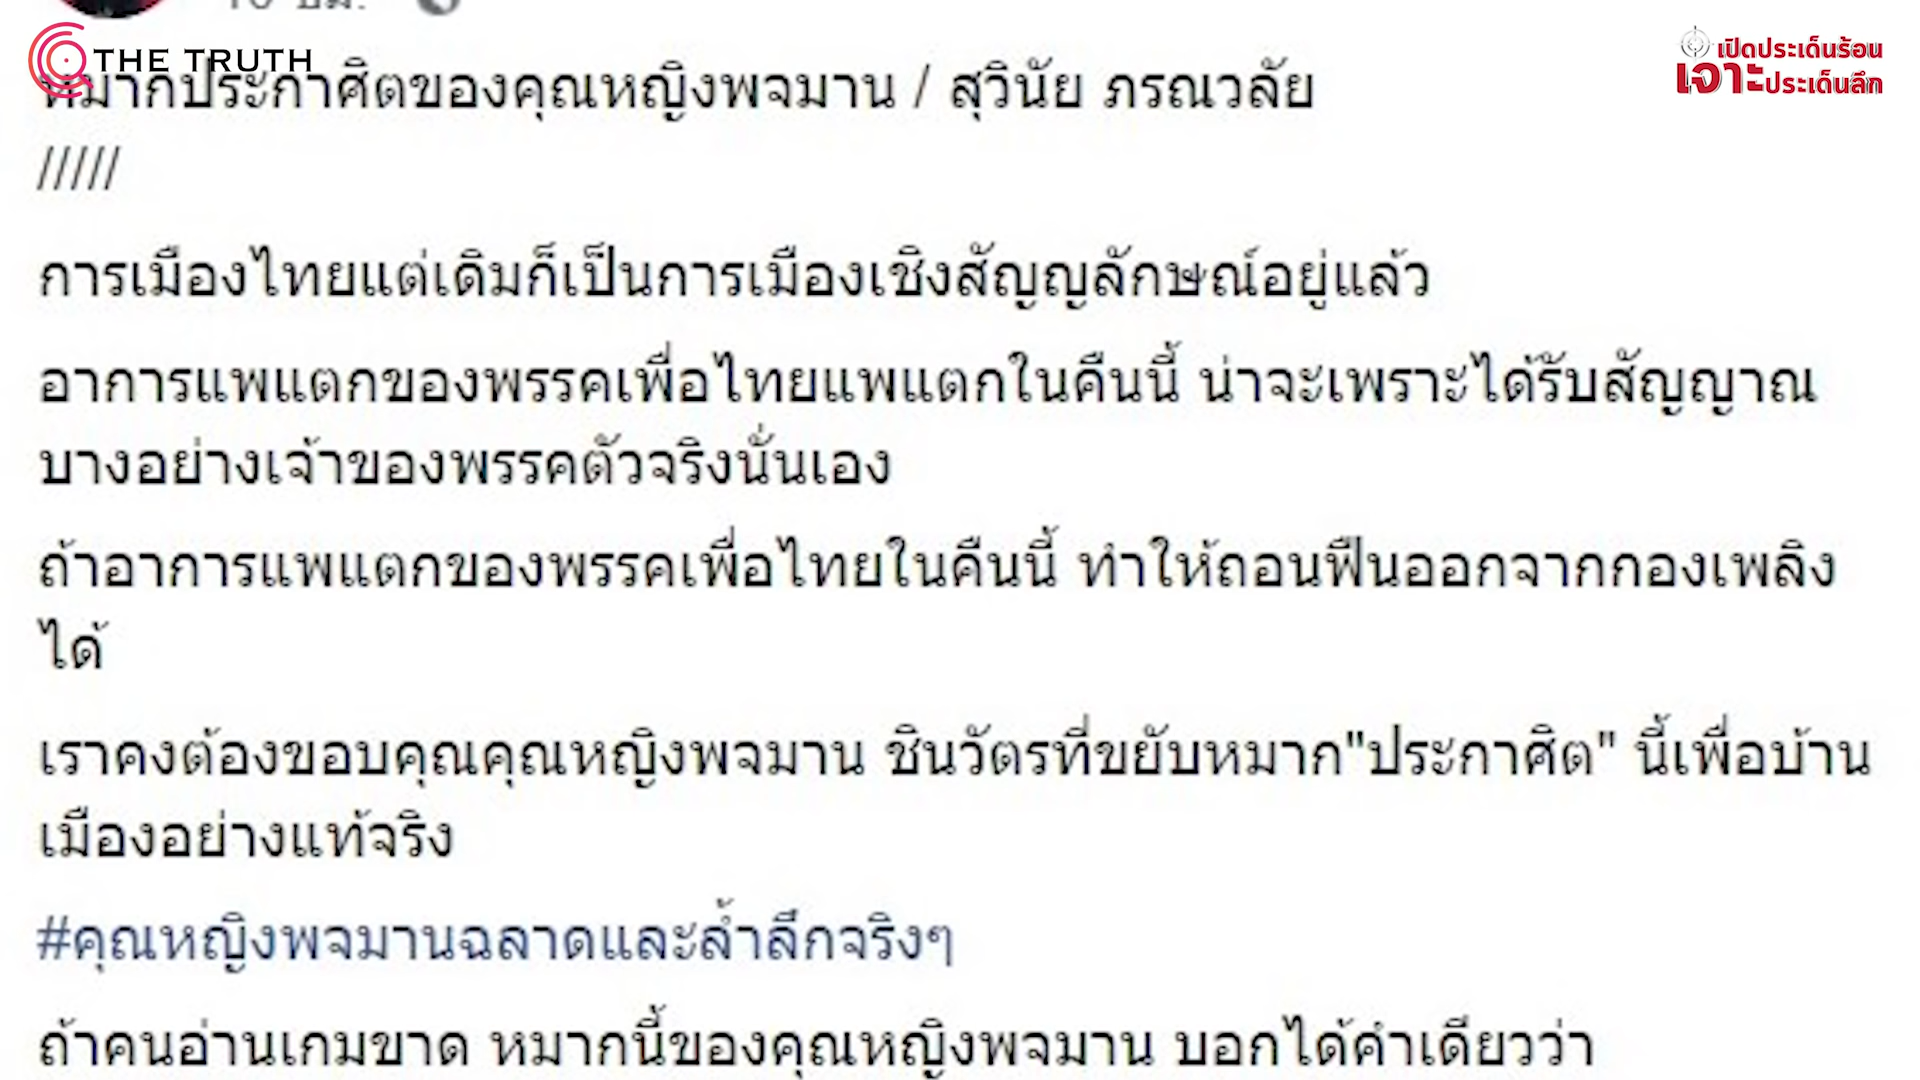 THE TRUTH
เปิดประเด็นร้อน
เจาะประเด็นลึก
หมากประกาศิตของคุณหญิงพจมาน / สุวินัย ภรณวลัย
/////
การเมืองไทยแต่เดิมก็เป็นการเมืองเชิงสัญญลักษณ์อยู่แล้ว
อาการแพแตกของพรรคเพื่อไทยแพแตกในคืนนี้ น่าจะเพราะได้รับสัญญาณ
บางอย่างเจ้าของพรรคตัวจริงนั่นเอง
ถ้าอาการแพแตกของพรรคเพื่อไทยในคืนนี้ ทำให้ถอนฟืนออกจากกองเพลิง
ได้
เราคงต้องขอบคุณคุณหญิงพจมาน ชินวัตรที่ขยับหมาก"ประกาศิต" นี้เพื่อบ้าน
เมืองอย่างแท้จริง
#คุณหญิงพจมานฉลาดและล้ำลึกจริงๆ
ถ้าคนอ่านเกมขาด หมากนี้ของคุณหญิงพจมาน บอกได้คำเดียวว่า